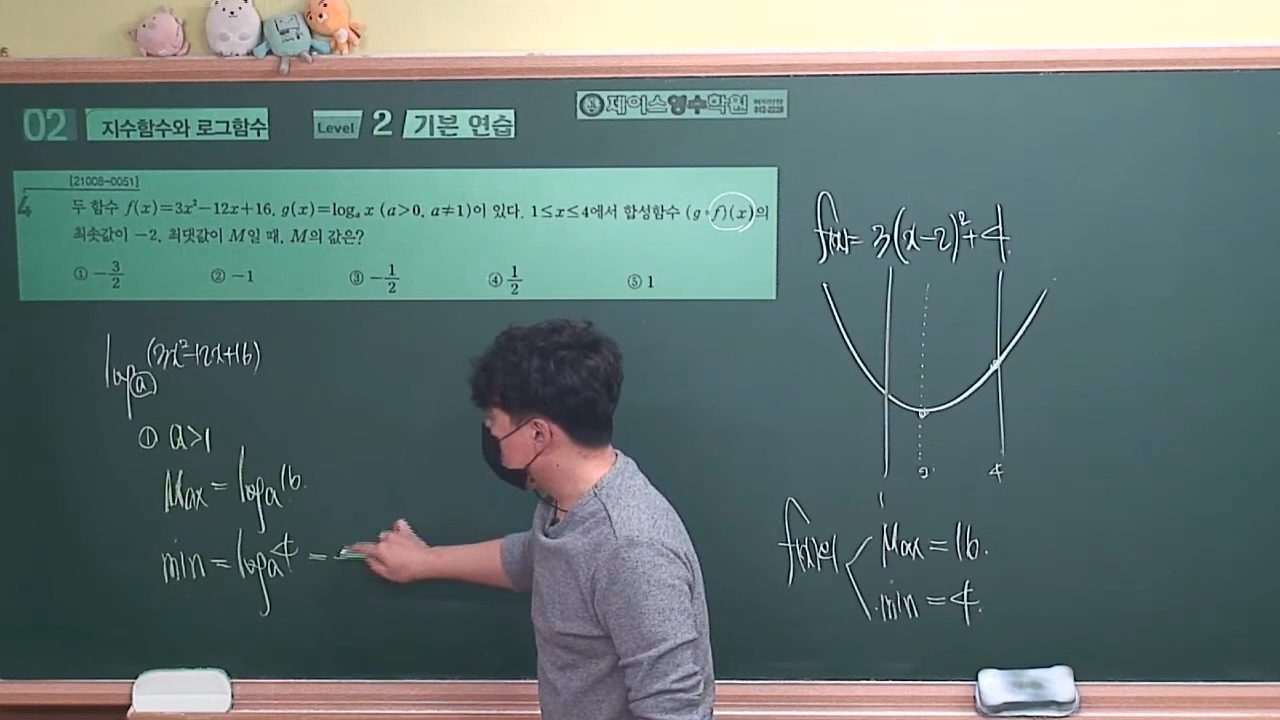 02 지수함수와 로그함수 Level 2 기본 연습
제이스영수학원
[21008-0051]
4 두 함수 f(x)=3x²-12x+16, g(x)=logₐ x (a>0, a≠1)이 있다. 1≤x≤4에서 합성함수 (g∘f)(x)의
최솟값이 -2, 최댓값이 M일 때, M의 값은?
① -3/2 ② -1 ③ -1/2 ④ 1/2 ⑤ 1
logₐ(3x²-12x+16)
① a>1
Max = logₐ16.
min = logₐ4 =
f(x)= 3(x-2)²+4.
1 2 4
f(x)의 Max = 16.
min = 4.